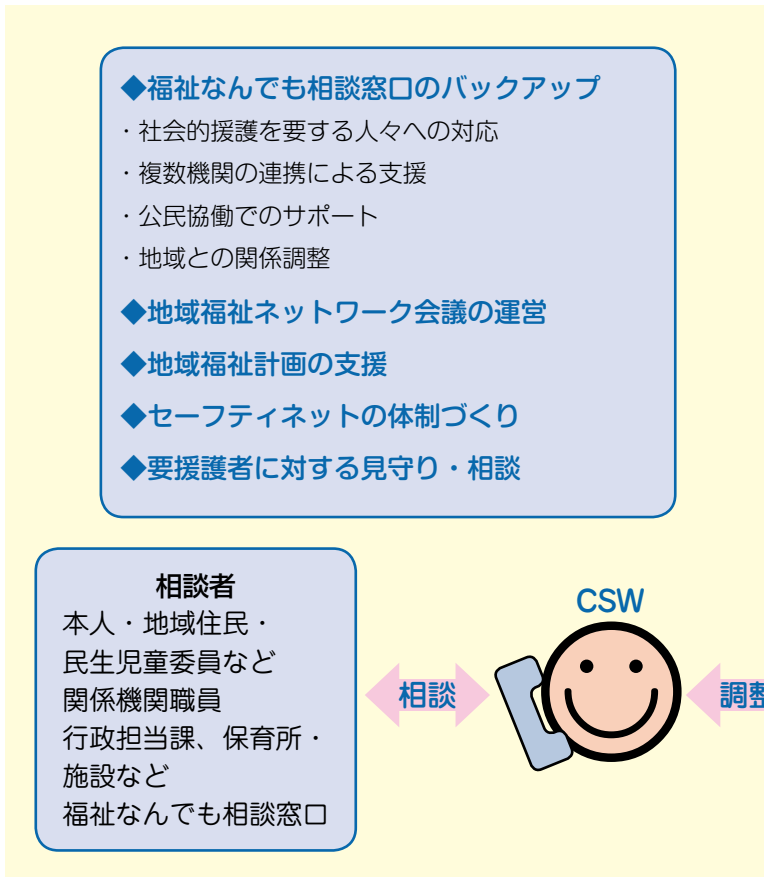 ◆福祉なんでも相談窓口のバックアップ
・社会的援護を要する人々への対応
・複数機関の連携による支援
・公民協働でのサポート
・地域との関係調整
◆地域福祉ネットワーク会議の運営
◆地域福祉計画の支援
◆セーフティネットの体制づくり
◆要援護者に対する見守り・相談
相談者
本人・地域住民・
民生児童委員など
関係機関職員
行政担当課、保育所・
施設など
福祉なんでも相談窓口
相談
CSW
調整